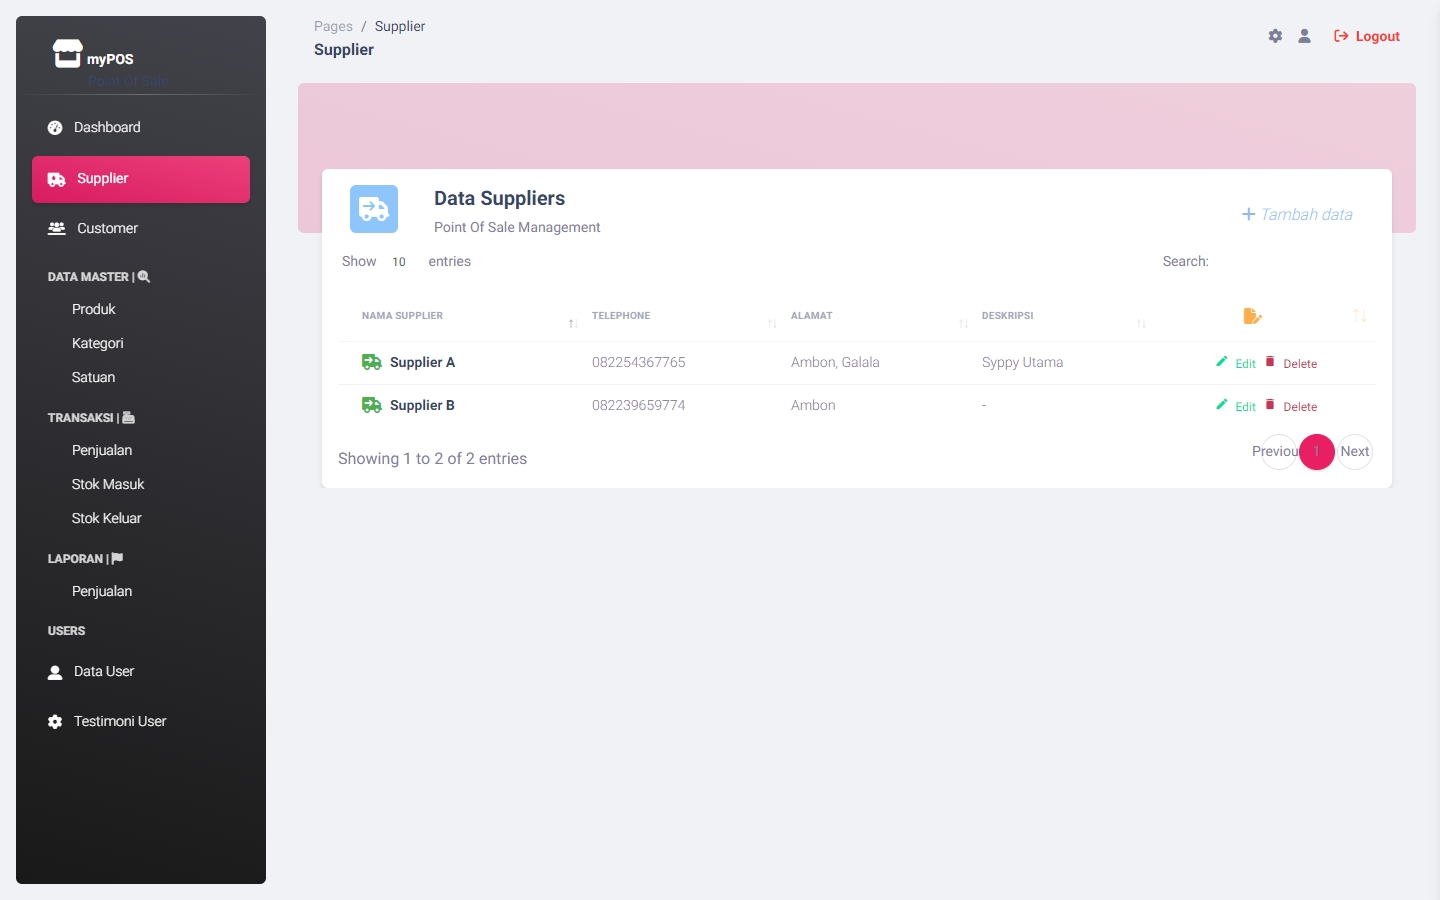 myPOS
Point Of Sale
Dashboard
Supplier
Customer
DATA MASTER |
Produk
Kategori
Satuan
TRANSAKSI |
Penjualan
Stok Masuk
Stok Keluar
LAPORAN |
Penjualan
USERS
Data User
Testimoni User
Pages / Supplier
Supplier
Logout
Data Suppliers
Point Of Sale Management
Tambah data
Show 10 entries
Search:
NAMA SUPPLIER TELEPHONE ALAMAT DESKRIPSI
Supplier A 082254367765 Ambon, Galala Syppy Utama Edit Delete
Supplier B 082239659774 Ambon - Edit Delete
Showing 1 to 2 of 2 entries
Previou 1 Next